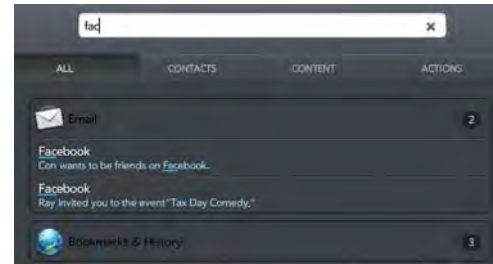 fac
ALL CONTACTS CONTENT ACTIONS
Email 2
Facebook
Con wants to be friends on Facebook.
Facebook
Ray Invited you to the event "Tax Day Comedy,"
Bookmarks & History 3